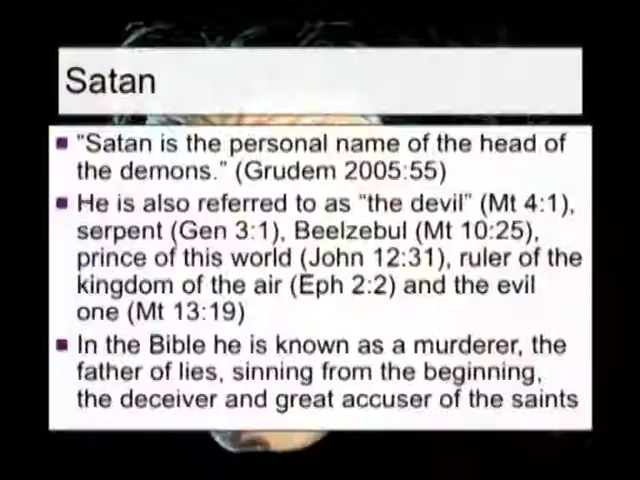 Satan
"Satan is the personal name of the head of
the demons." (Grudem 2005:55)
He is also referred to as "the devil" (Mt 4:1),
serpent (Gen 3:1), Beelzebul (Mt 10:25),
prince of this world (John 12:31), ruler of the
kingdom of the air (Eph 2:2) and the evil
one (Mt 13:19)
In the Bible he is known as a murderer, the
father of lies, sinning from the beginning,
the deceiver and great accuser of the saints